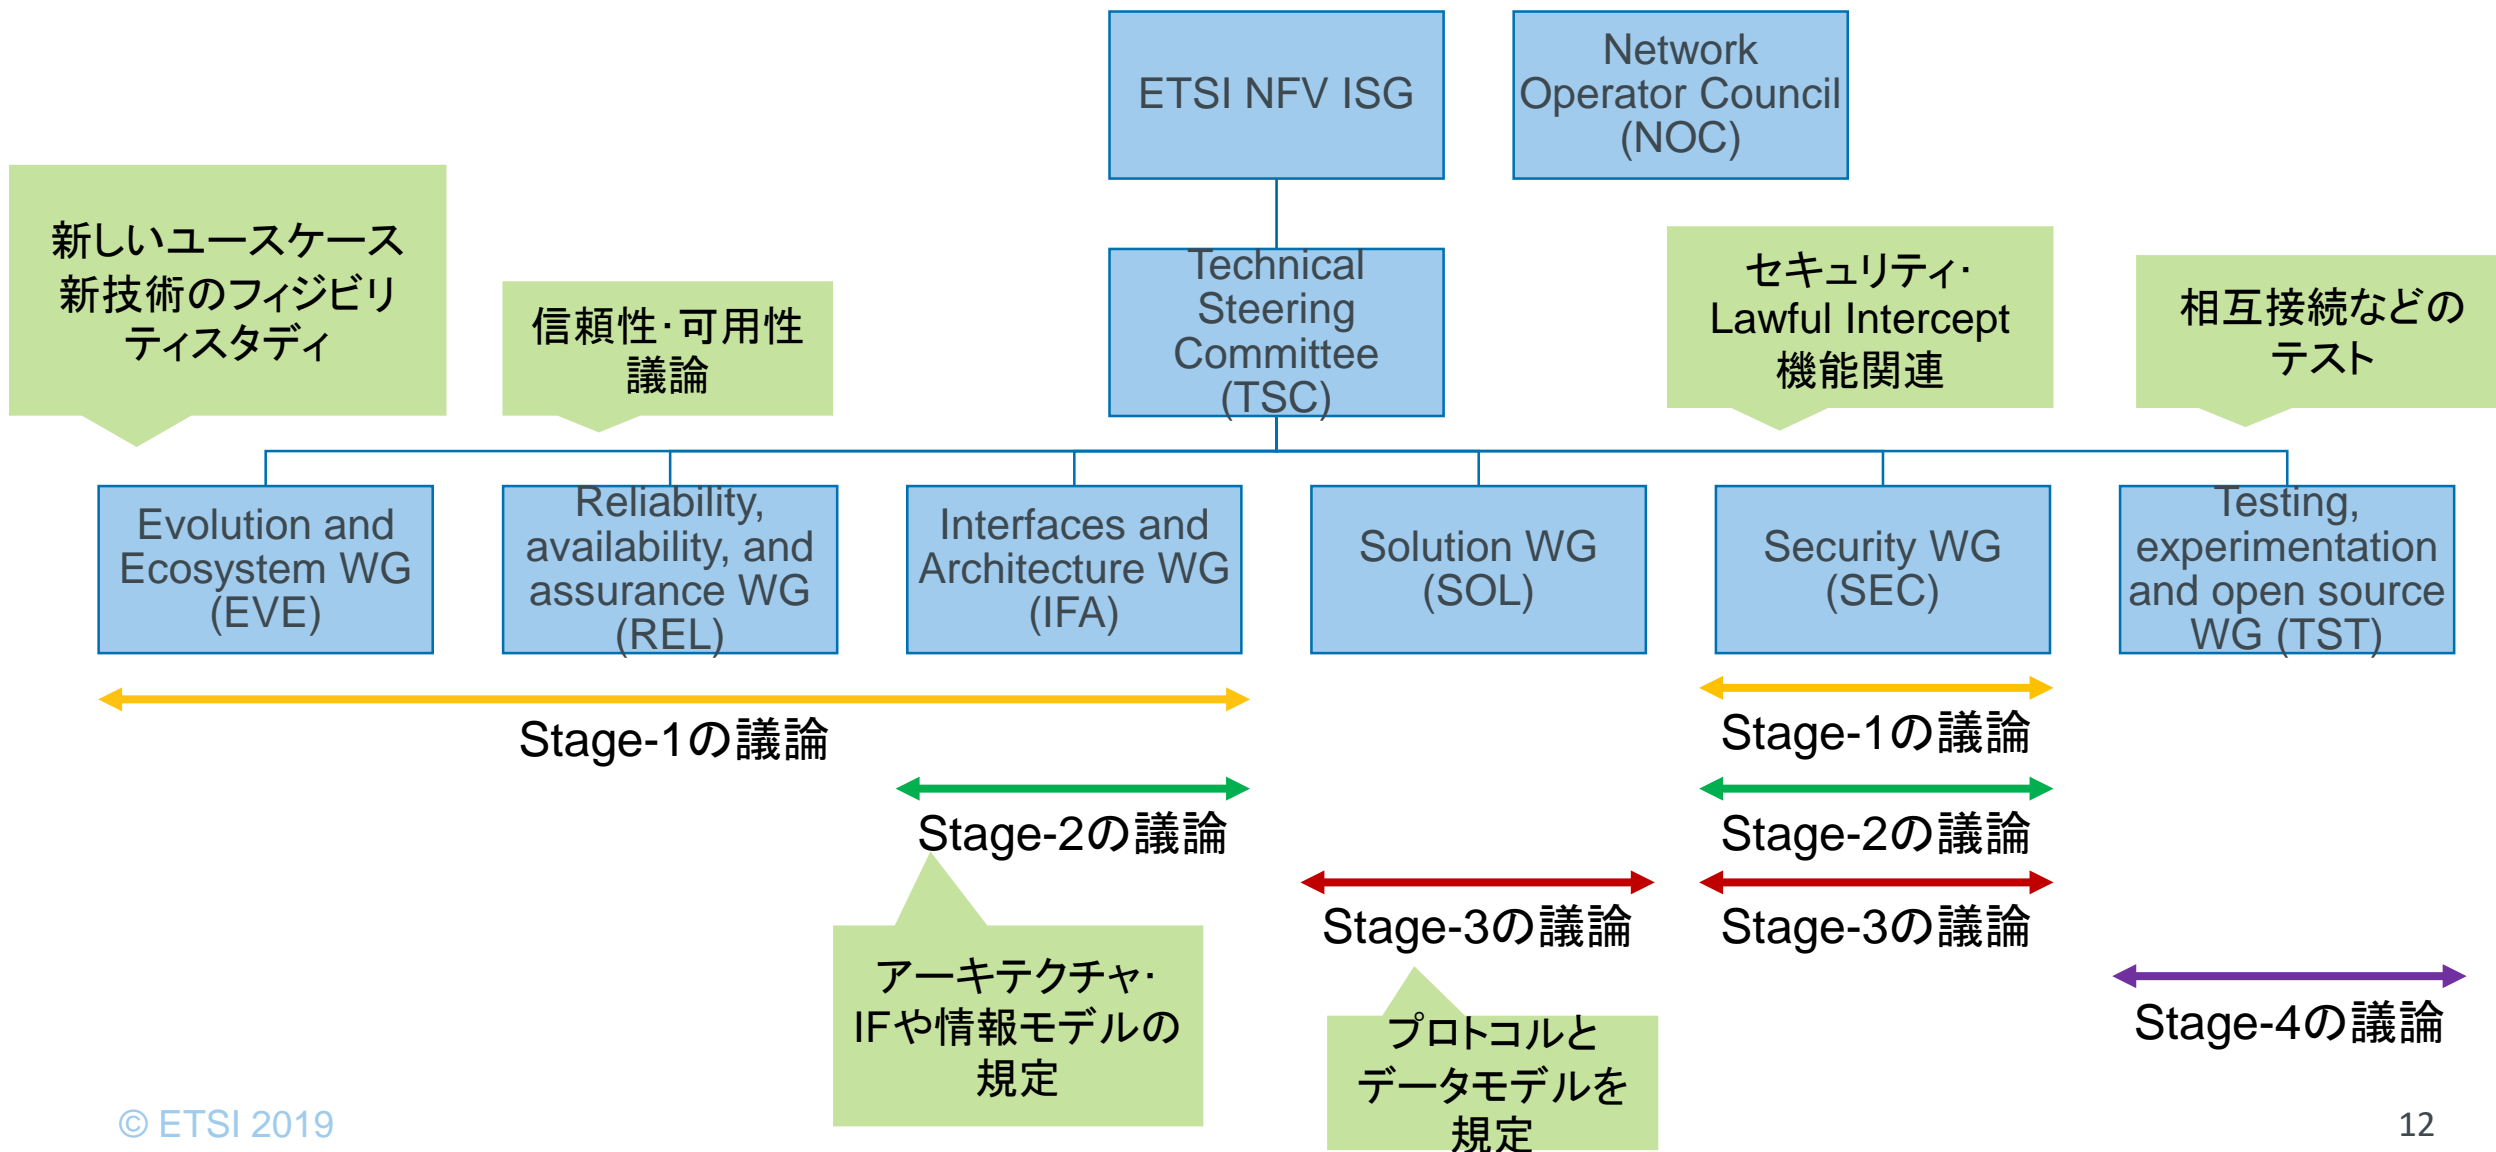 ETSI NFV ISG
Network
Operator Council
(NOC)
新しいユースケース
新技術のフィジビリ
ティスタディ
信頼性・可用性
議論
Technical
Steering
Committee
(TSC)
セキュリティ・
Lawful Intercept
機能関連
相互接続などの
テスト
Evolution and
Ecosystem WG
(EVE)
Reliability,
availability, and
assurance WG
(REL)
Interfaces and
Architecture WG
(IFA)
Solution WG
(SOL)
Security WG
(SEC)
Testing,
experimentation
and open source
WG (TST)
Stage-1の議論
Stage-1の議論
Stage-2の議論
Stage-2の議論
Stage-3の議論
Stage-3の議論
Stage-4の議論
アーキテクチャ・
IFや情報モデルの
規定
プロトコルと
データモデルを
規定
© ETSI 2019
12